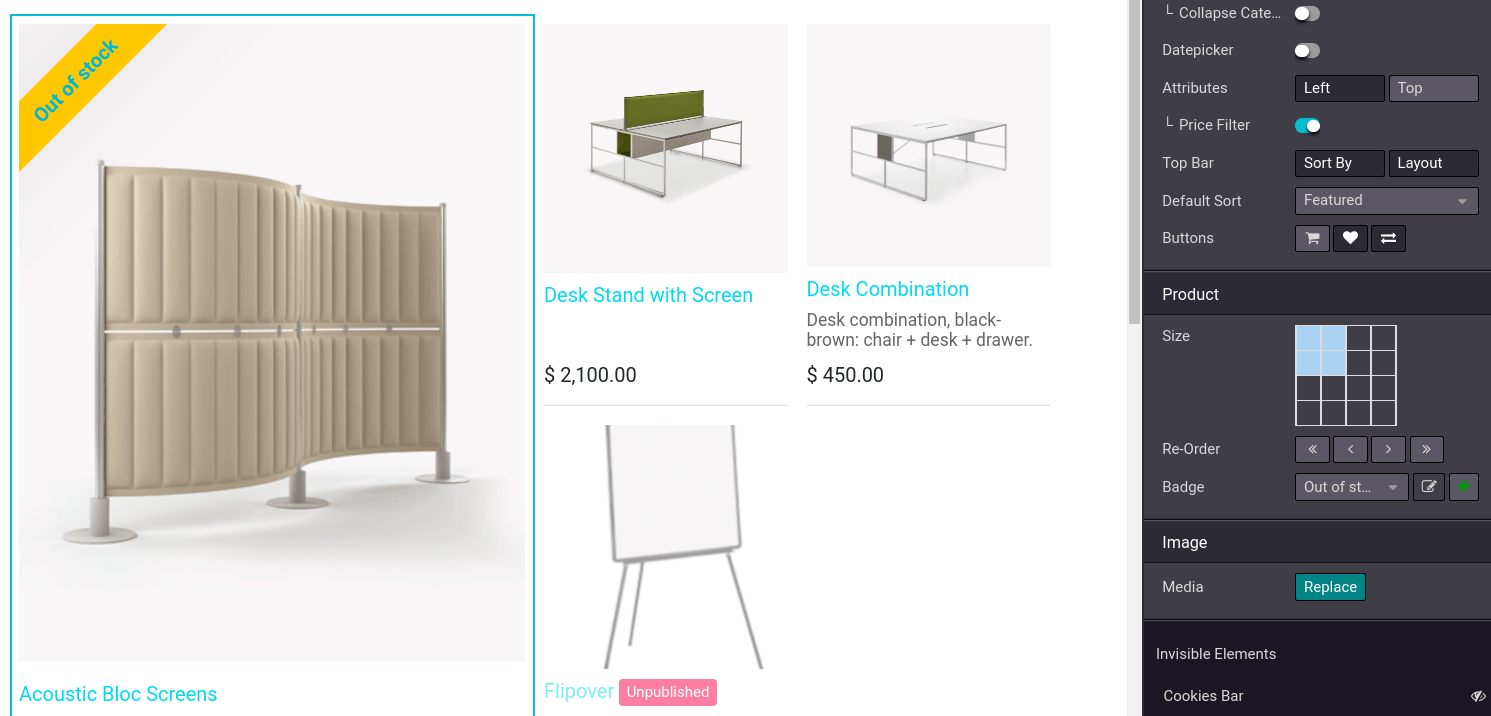 Out of stock
Acoustic Bloc Screens
Desk Stand with Screen
$ 2,100.00
Desk Combination
Desk combination, black-
brown: chair + desk + drawer.
$ 450.00
Flipover Unpublished
└ Collapse Cate...
Datepicker
Attributes Left Top
└ Price Filter
Top Bar Sort By Layout
Default Sort Featured
Buttons
Product
Size
Re-Order
Badge Out of st...
Image
Media Replace
Invisible Elements
Cookies Bar